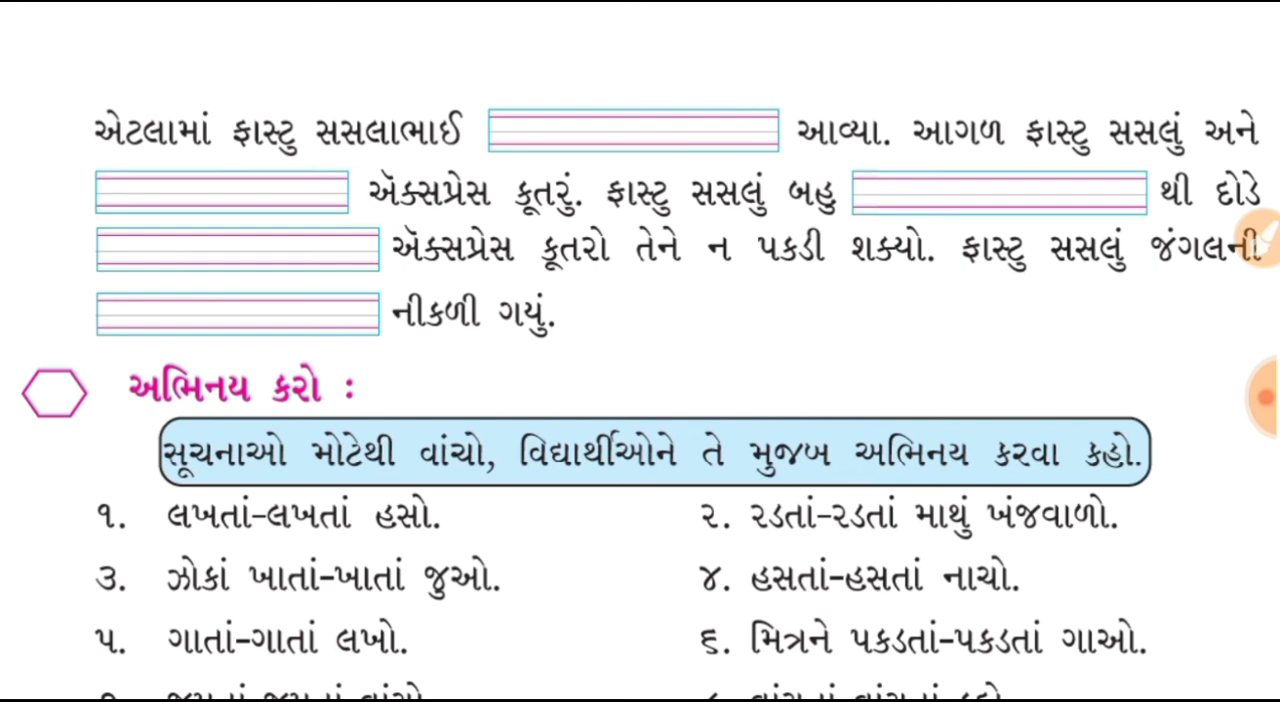 એટલામાં ફાસ્ટુ સસલાભાઈ આવ્યા. આગળ ફાસ્ટુ સસલું અને
ઍક્સપ્રેસ કૂતરું. ફાસ્ટુ સસલું બહુ થી દોડે
ઍક્સપ્રેસ કૂતરો તેને ન પકડી શક્યો. ફાસ્ટુ સસલું જંગલની
નીકળી ગયું.
અભિનય કરો :
સૂચનાઓ મોટેથી વાંચો, વિદ્યાર્થીઓને તે મુજબ અભિનય કરવા કહો.
૧. લખતાં-લખતાં હસો. ૨. રડતાં-રડતાં માથું ખંજવાળો.
૩. ઝોકાં ખાતાં-ખાતાં જુઓ. ૪. હસતાં-હસતાં નાચો.
૫. ગાતાં-ગાતાં લખો. ૬. મિત્રને પકડતાં-પકડતાં ગાઓ.